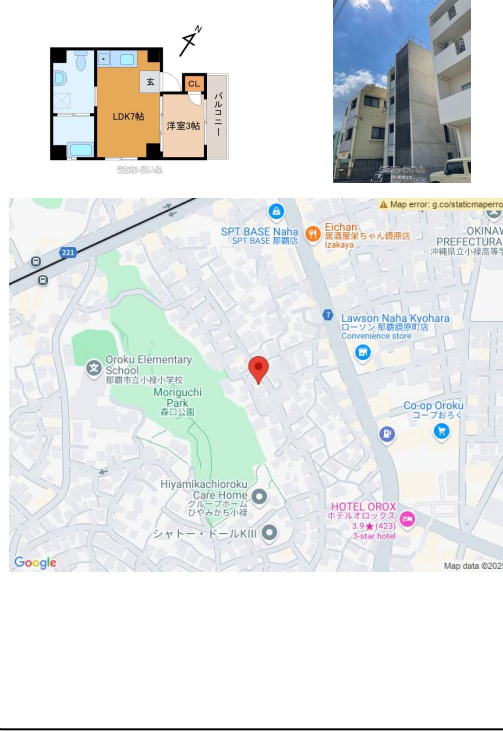 N
玄
CL
LDK7帖
洋室3帖
バルコニー
Map error: g.co/staticmaperro
SPT BASE Naha
SPT BASE 那覇店
Eichan
居酒屋栄ちゃん鏡原店
Izakaya
OKINAW
PREFECTURA
沖縄県立小禄高等学
221
7
Lawson Naha Kyohara
ローソン 那覇鏡原町店
Convenience store
Oroku Elementary
School
那覇市立小禄小学校
Moriguchi
Park
森口公園
Co-op Oroku
コープおろく
Hiyamikachioroku
Care Home
グループホーム
ひやみかち小禄
HOTEL OROX
ホテルオロックス
3.9★(423)
3-star hotel
シャトー・ドールKIII
Google
Map data ©2025